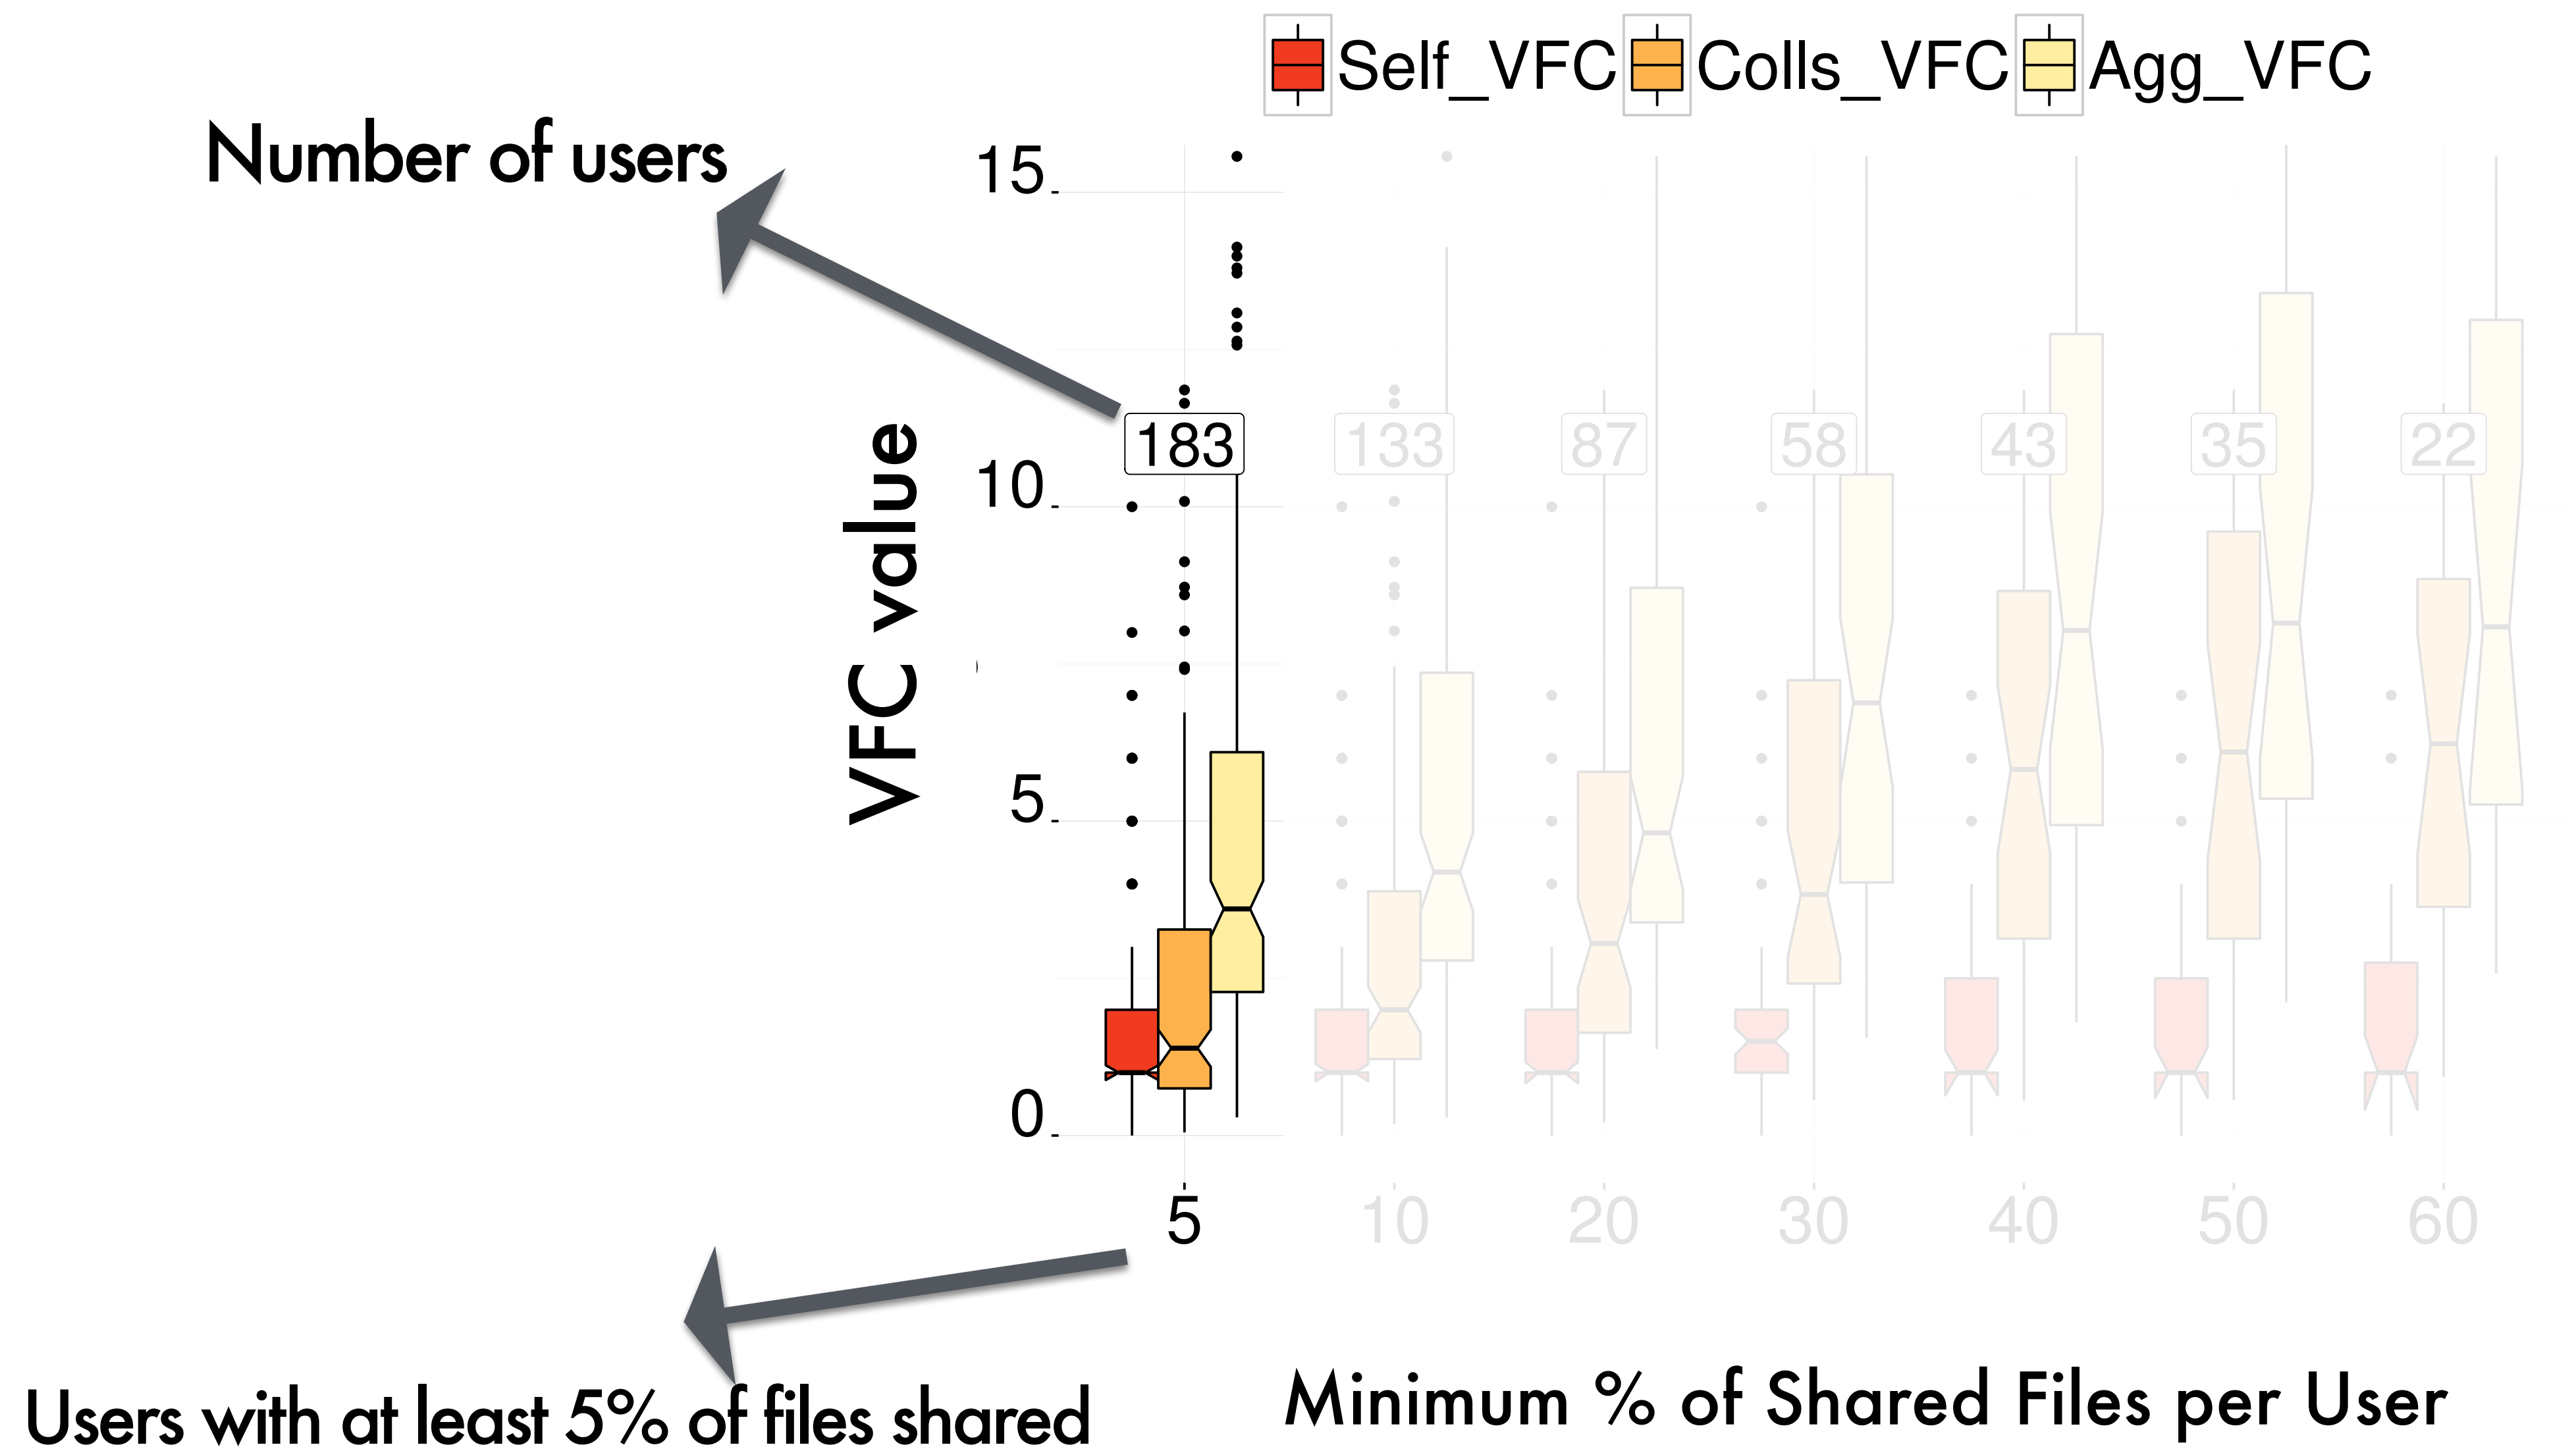 Self_VFC Colls_VFC Agg_VFC
Number of users
15
10
5
0
VFC value
183 133 87 58 43 35 22
5 10 20 30 40 50 60
Users with at least 5% of files shared
Minimum % of Shared Files per User